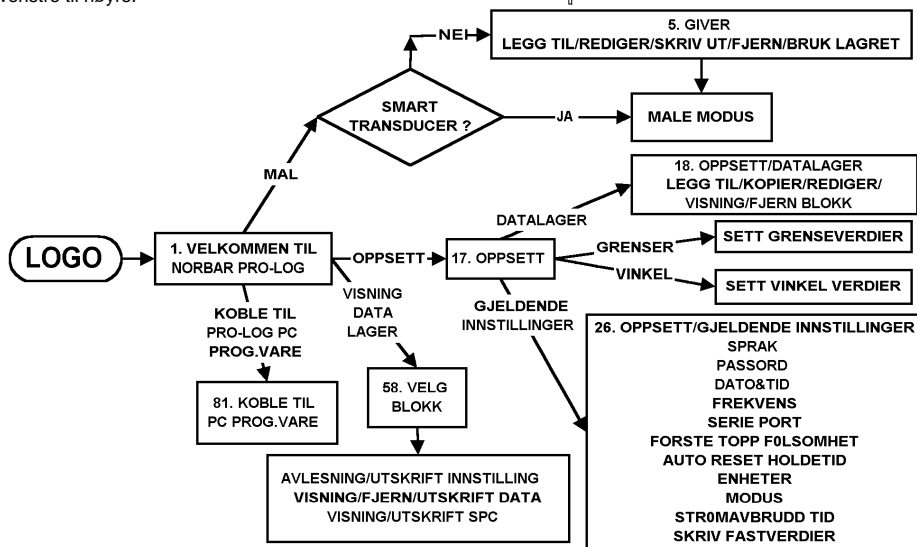 venstre til høyre.
5. GIVER
LEGG TIL/REDIGER/SKRIV UT/FJERN/BRUK LAGRET
NEI
SMART
TRANSDUCER ?
JA
MALE MODUS
MAL
18. OPPSETT/DATALAGER
LEGG TIL/KOPIER/REDIGER/
VISNING/FJERN BLOKK
DATALAGER
LOGO
1. VELKOMMEN TIL
NORBAR PRO-LOG
OPPSETT
17. OPPSETT
GRENSER
SETT GRENSEVERDIER
VINKEL
SETT VINKEL VERDIER
VISNING
DATA
LAGER
GJELDENDE
INNSTILLINGER
KOBLE TIL
PRO-LOG PC
PROG.VARE
81. KOBLE TIL
PC PROG.VARE
58. VELG
BLOKK
AVLESNING/UTSKRIFT INNSTILLING
VISNING/FJERN/UTSKRIFT DATA
VISNING/UTSKRIFT SPC
26. OPPSETT/GJELDENDE INNSTILLINGER
SPRAK
PASSORD
DATO&TID
FREKVENS
SERIE PORT
FORSTE TOPP F0LSOMHET
AUTO RESET HOLDETID
ENHETER
MODUS
STR0MAVBRUDD TID
SKRIV FASTVERDIER